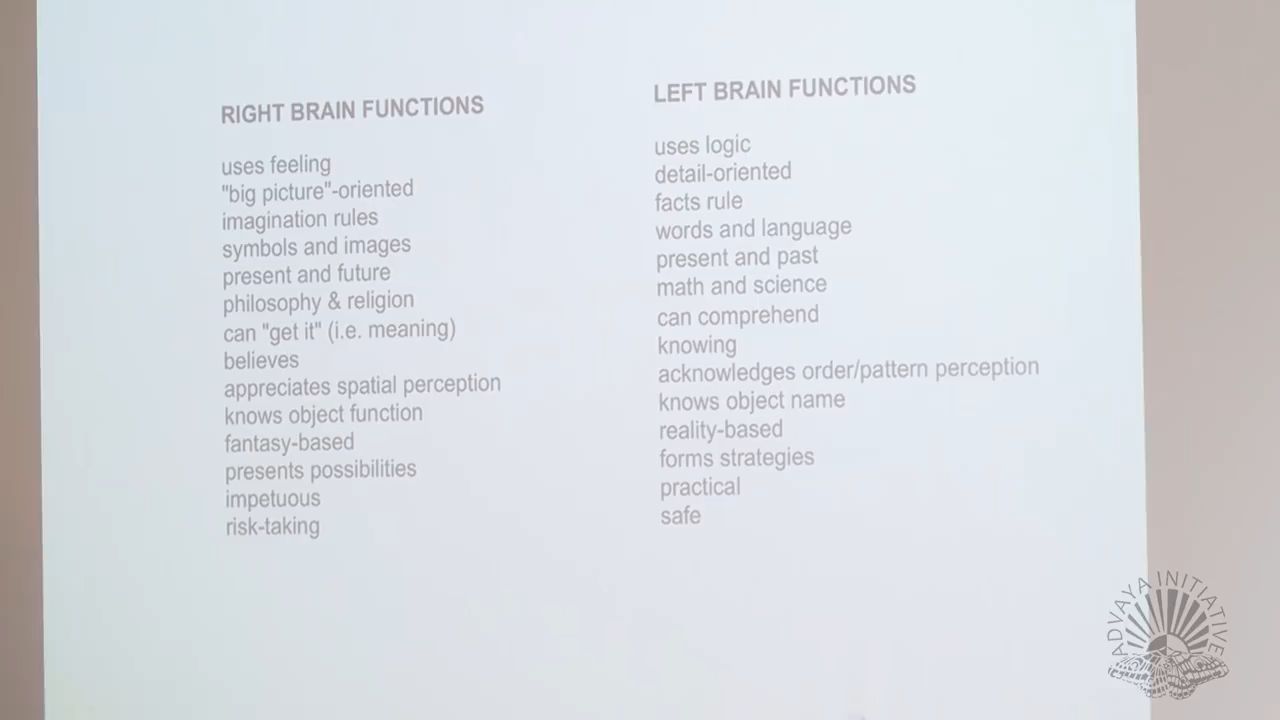 RIGHT BRAIN FUNCTIONS
uses feeling
"big picture"-oriented
imagination rules
symbols and images
present and future
philosophy & religion
can "get it" (i.e. meaning)
believes
appreciates spatial perception
knows object function
fantasy-based
presents possibilities
impetuous
risk-taking
LEFT BRAIN FUNCTIONS
uses logic
detail-oriented
facts rule
words and language
present and past
math and science
can comprehend
knowing
acknowledges order/pattern perception
knows object name
reality-based
forms strategies
practical
safe
ADVAYA INITIATIVE